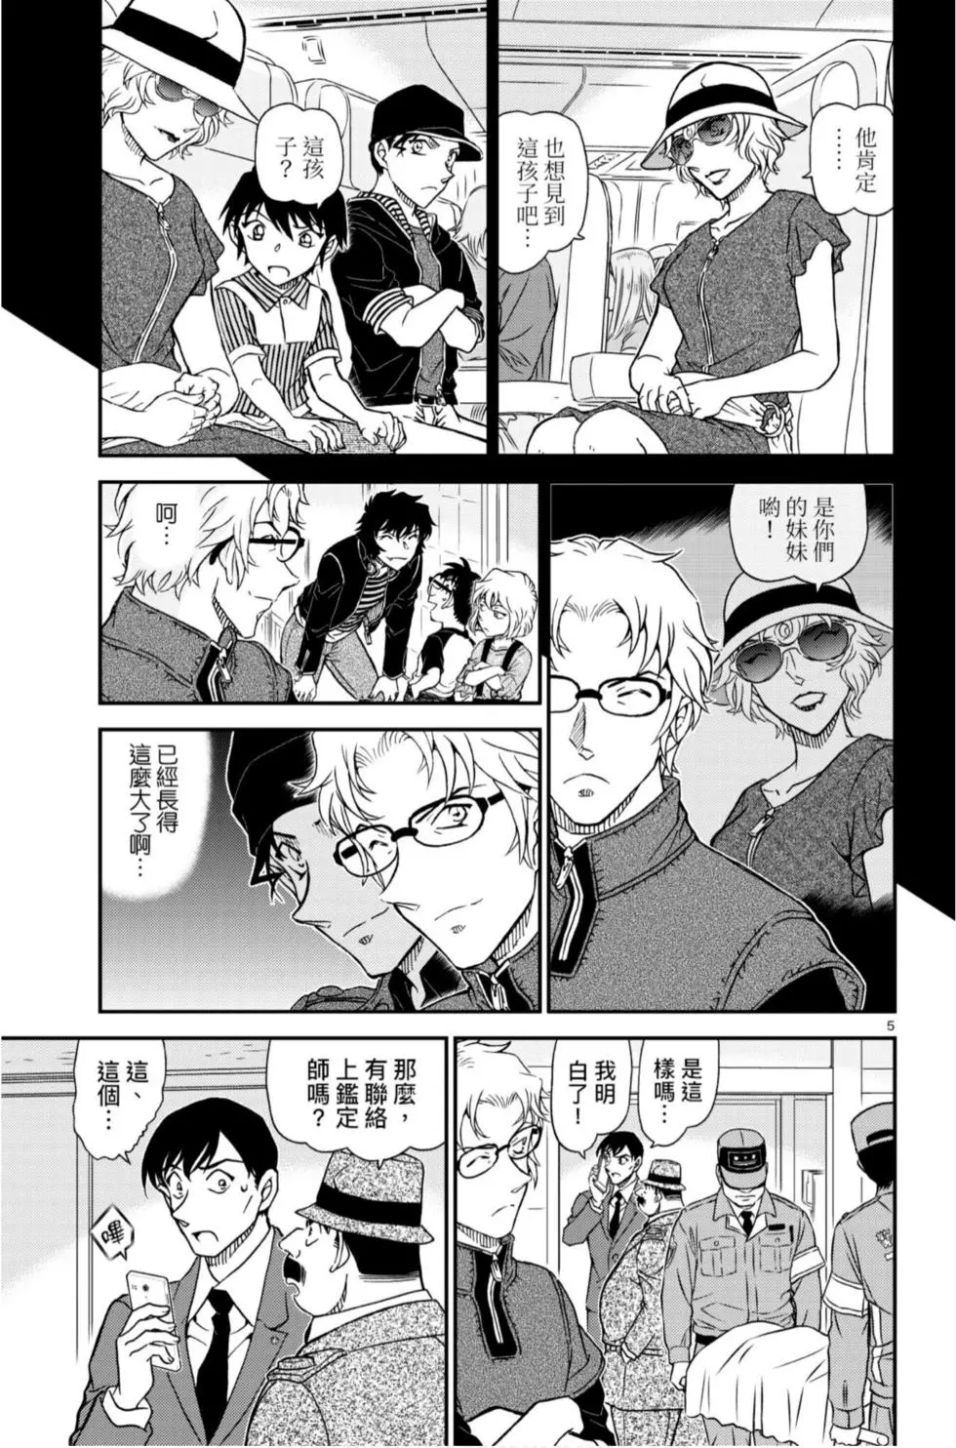 他肯定
……
也想見到
這孩子吧…
這孩
子？
是你們
的妹妹
喲！
呵…
已經長得
這麼大了啊…
5
是這
樣嗎…
我明
白了！
那麼，
有聯絡
上鑑定
師嗎？
這、
這個…
嗶